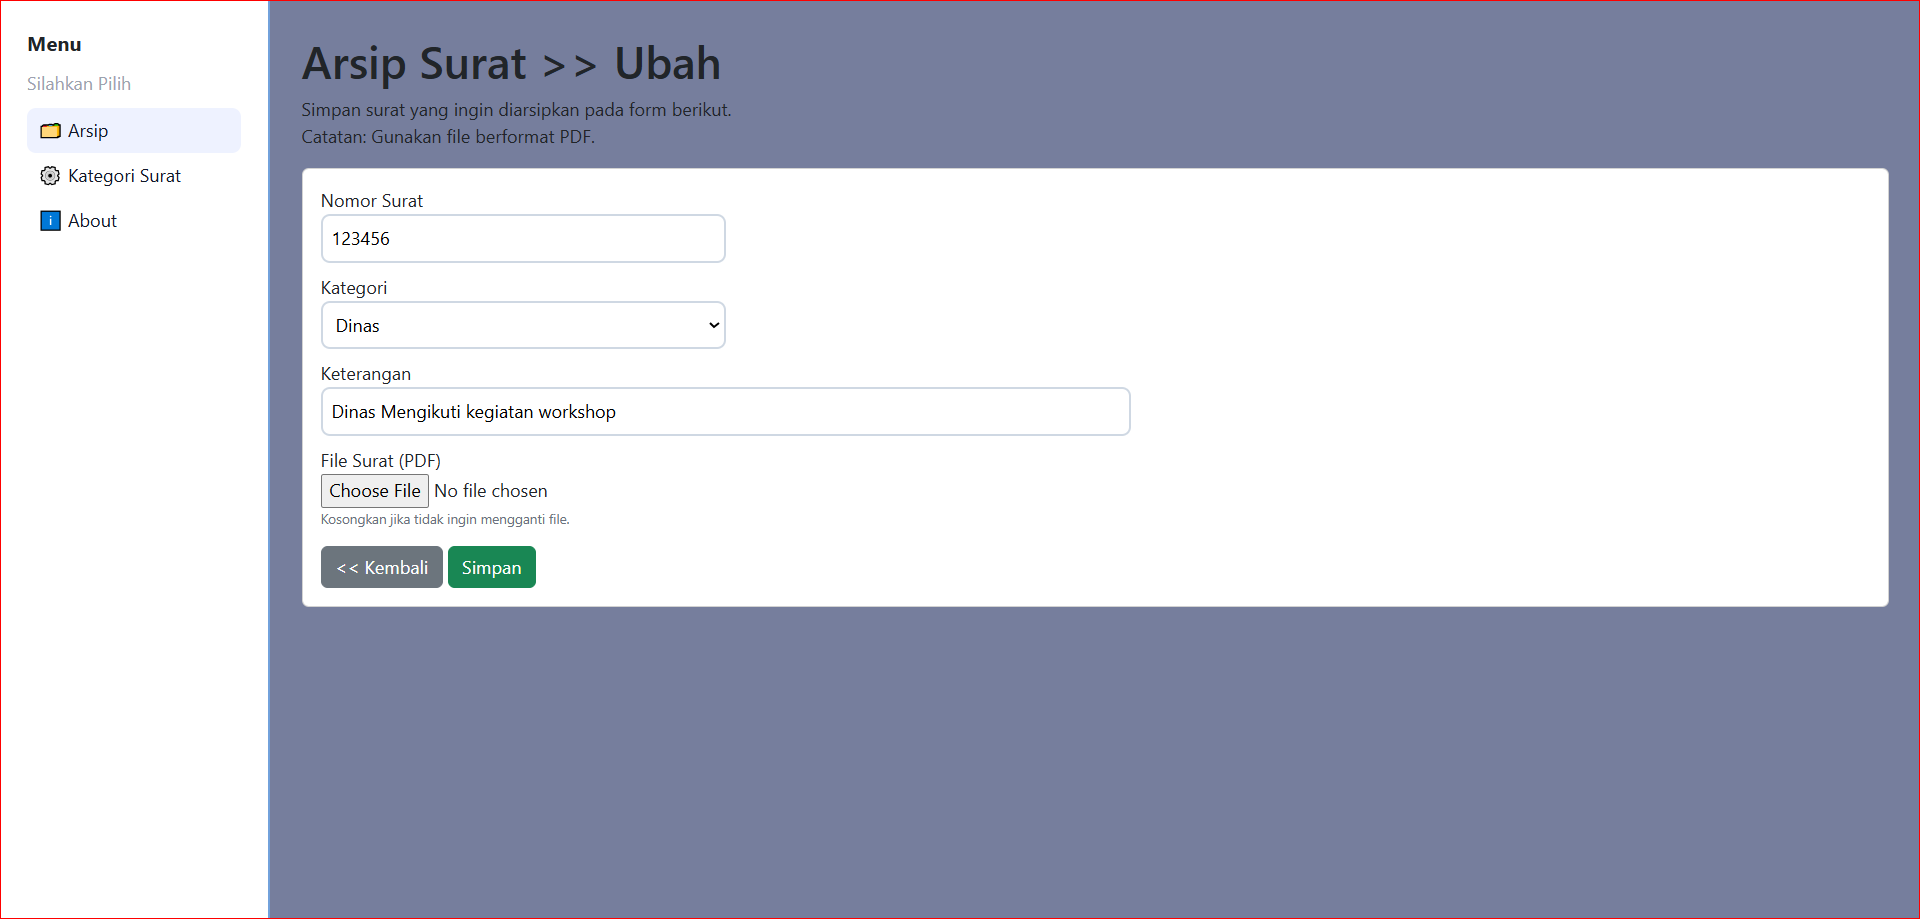 Menu
Silahkan Pilih
Arsip
Kategori Surat
i About
Arsip Surat >> Ubah
Simpan surat yang ingin diarsipkan pada form berikut.
Catatan: Gunakan file berformat PDF.
Nomor Surat
123456
Kategori
Dinas
Keterangan
Dinas Mengikuti kegiatan workshop
File Surat (PDF)
Choose File No file chosen
Kosongkan jika tidak ingin mengganti file.
<< Kembali Simpan